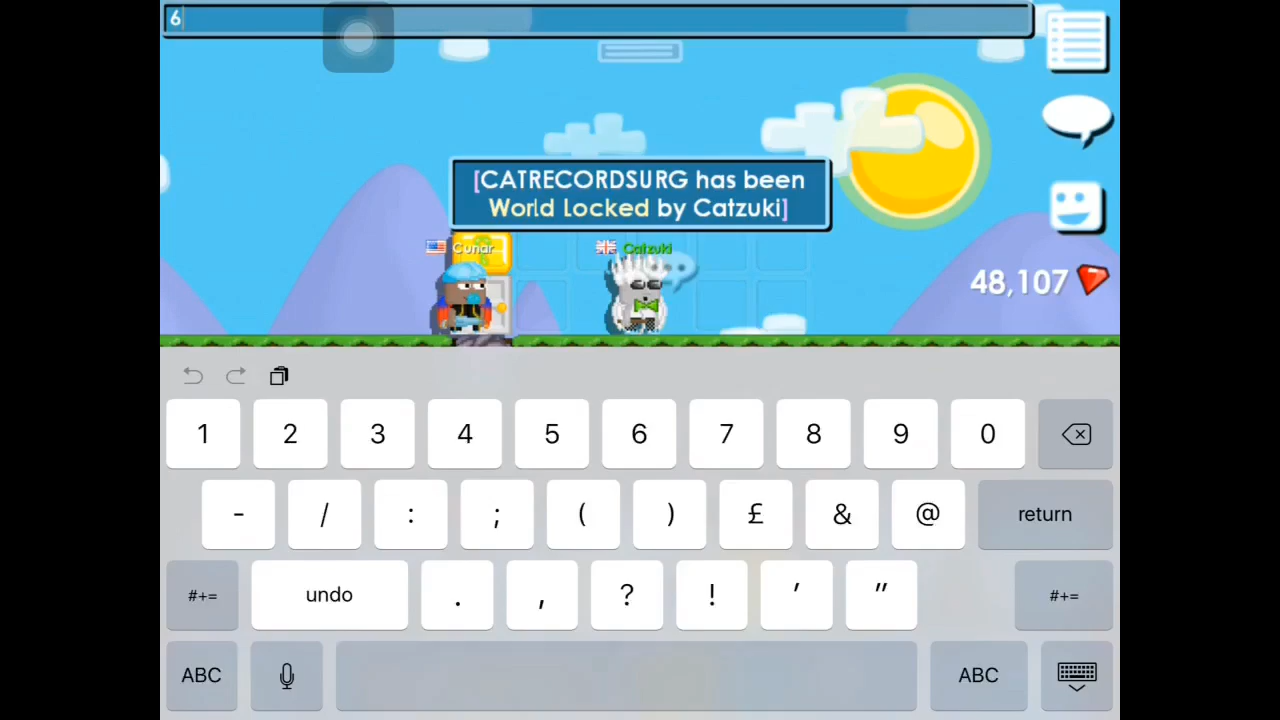 6
[CATRECORDSURG has been
World Locked by Catzuki]
Cunar Catzuki
48,107
1 2 3 4 5 6 7 8 9 0
- / : ; ( ) £ & @ return
#+= undo . , ? ! ' " #+=
ABC ABC